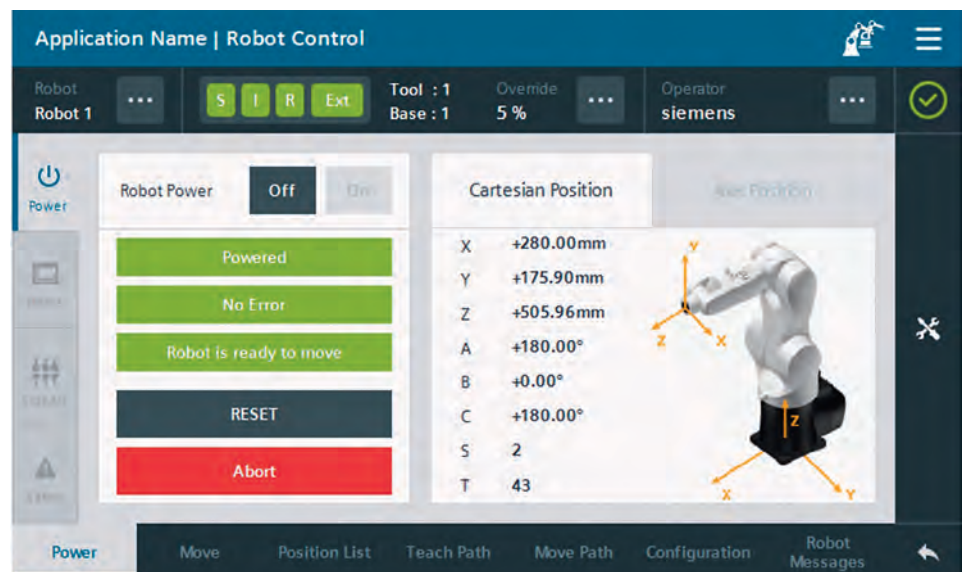 Application Name | Robot Control
Robot
Robot 1
...
S I R Ext
Tool : 1
Base : 1
Override
5 %
...
Operator
siemens
...
Power
Robot Power
Off
On
Powered
No Error
Robot is ready to move
RESET
Abort
Cartesian Position
Axes Position
X +280.00mm
Y +175.90mm
Z +505.96mm
A +180.00°
B +0.00°
C +180.00°
S 2
T 43
Y
Z
X
Z
X
Y
Power
Move
Position List
Teach Path
Move Path
Configuration
Robot
Messages